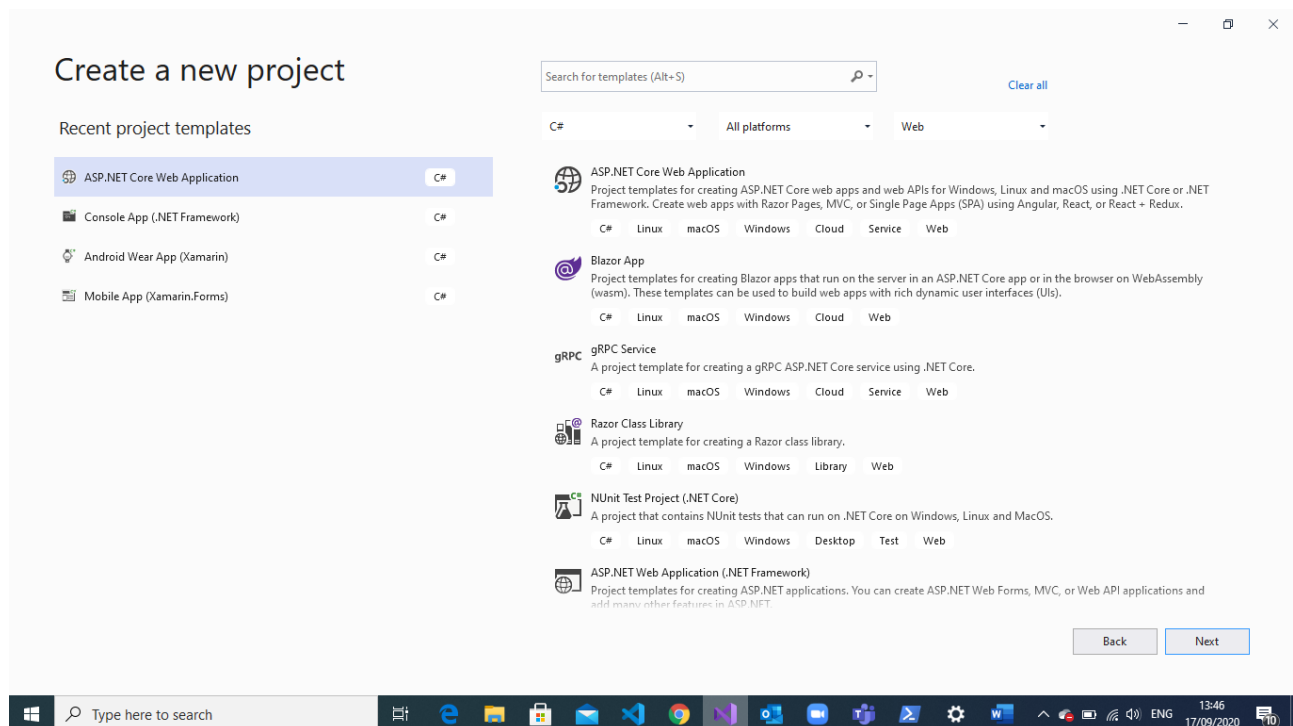 Create a new project
Search for templates (Alt+S)
Clear all
Recent project templates
C#
All platforms
Web
ASP.NET Core Web Application
C#
Console App (.NET Framework)
C#
Android Wear App (Xamarin)
C#
Mobile App (Xamarin.Forms)
C#
ASP.NET Core Web Application
Project templates for creating ASP.NET Core web apps and web APIs for Windows, Linux and macOS using .NET Core or .NET
Framework. Create web apps with Razor Pages, MVC, or Single Page Apps (SPA) using Angular, React, or React + Redux.
C# Linux macOS Windows Cloud Service Web
Blazor App
Project templates for creating Blazor apps that run on the server in an ASP.NET Core app or in the browser on WebAssembly
(wasm). These templates can be used to build web apps with rich dynamic user interfaces (UIs).
C# Linux macOS Windows Cloud Web
gRPC
gRPC Service
A project template for creating a gRPC ASP.NET Core service using .NET Core.
C# Linux macOS Windows Cloud Service Web
Razor Class Library
A project template for creating a Razor class library.
C# Linux macOS Windows Library Web
NUnit Test Project (.NET Core)
A project that contains NUnit tests that can run on .NET Core on Windows, Linux and MacOS.
C# Linux macOS Windows Desktop Test Web
ASP.NET Web Application (.NET Framework)
Project templates for creating ASP.NET applications. You can create ASP.NET Web Forms, MVC, or Web API applications and
add many other features in ASP.NET.
Back
Next
Type here to search
ENG
13:46
17/09/2020
10